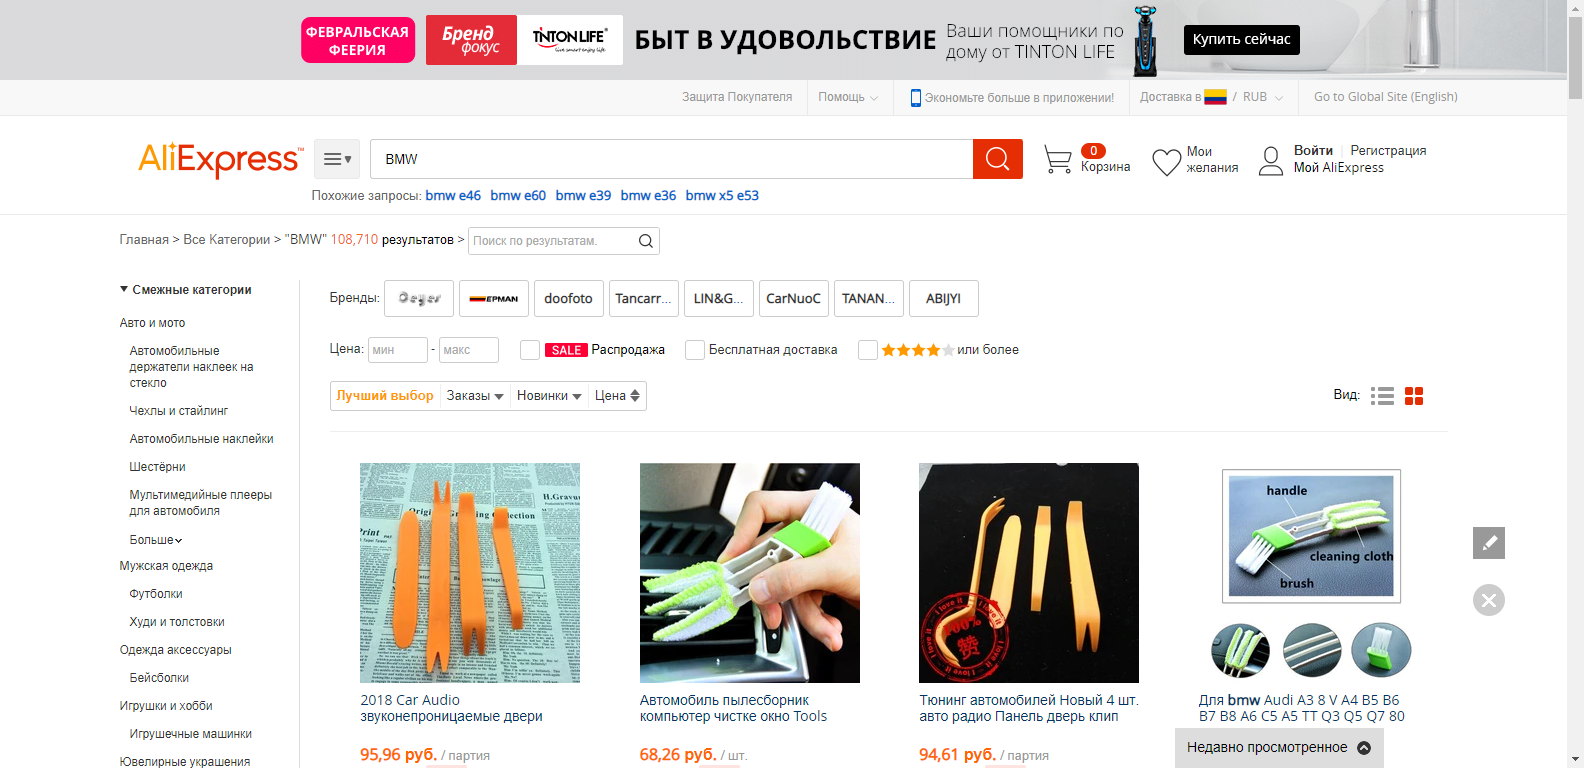 ФЕВРАЛЬСКАЯ
ФЕЕРИЯ
Бренд
фокус
TINTON LIFE®
live smart enjoy life
БЫТ В УДОВОЛЬСТВИЕ
Ваши помощники по
дому от TINTON LIFE
Купить сейчас
Защита Покупателя
Помощь
Экономьте больше в приложении!
Доставка в / RUB
Go to Global Site (English)
AliExpress™
BMW
0
Корзина
Мои
желания
Войти Регистрация
Мой AliExpress
Похожие запросы: bmw e46 bmw e60 bmw e39 bmw e36 bmw x5 e53
Главная > Все Категории > "BMW" 108,710 результатов > Поиск по результатам.
Смежные категории
Авто и мото
Автомобильные
держатели наклеек на
стекло
Чехлы и стайлинг
Автомобильные наклейки
Шестёрни
Мультимедийные плееры
для автомобиля
Больше
Мужская одежда
Футболки
Худи и толстовки
Одежда аксессуары
Бейсболки
Игрушки и хобби
Игрушечные машинки
Ювелирные украшения
Бренды: EPMAN doofoto Tancarr... LIN&G... CarNuoC TANAN... ABIJYI
Цена: мин - макс SALE Распродажа Бесплатная доставка или более
Лучший выбор Заказы Новинки Цена
Вид:
H.Gravur
Print
handle
cleaning cloth
brush
2018 Car Audio
звуконепроницаемые двери
95,96 руб. / партия
Автомобиль пылесборник
компьютер чистке окно Tools
68,26 руб. / шт.
Тюнинг автомобилей Новый 4 шт.
авто радио Панель дверь клип
94,61 руб. / партия
Для bmw Audi A3 8 V A4 B5 B6
B7 B8 A6 C5 A5 TT Q3 Q5 Q7 80
Недавно просмотренное